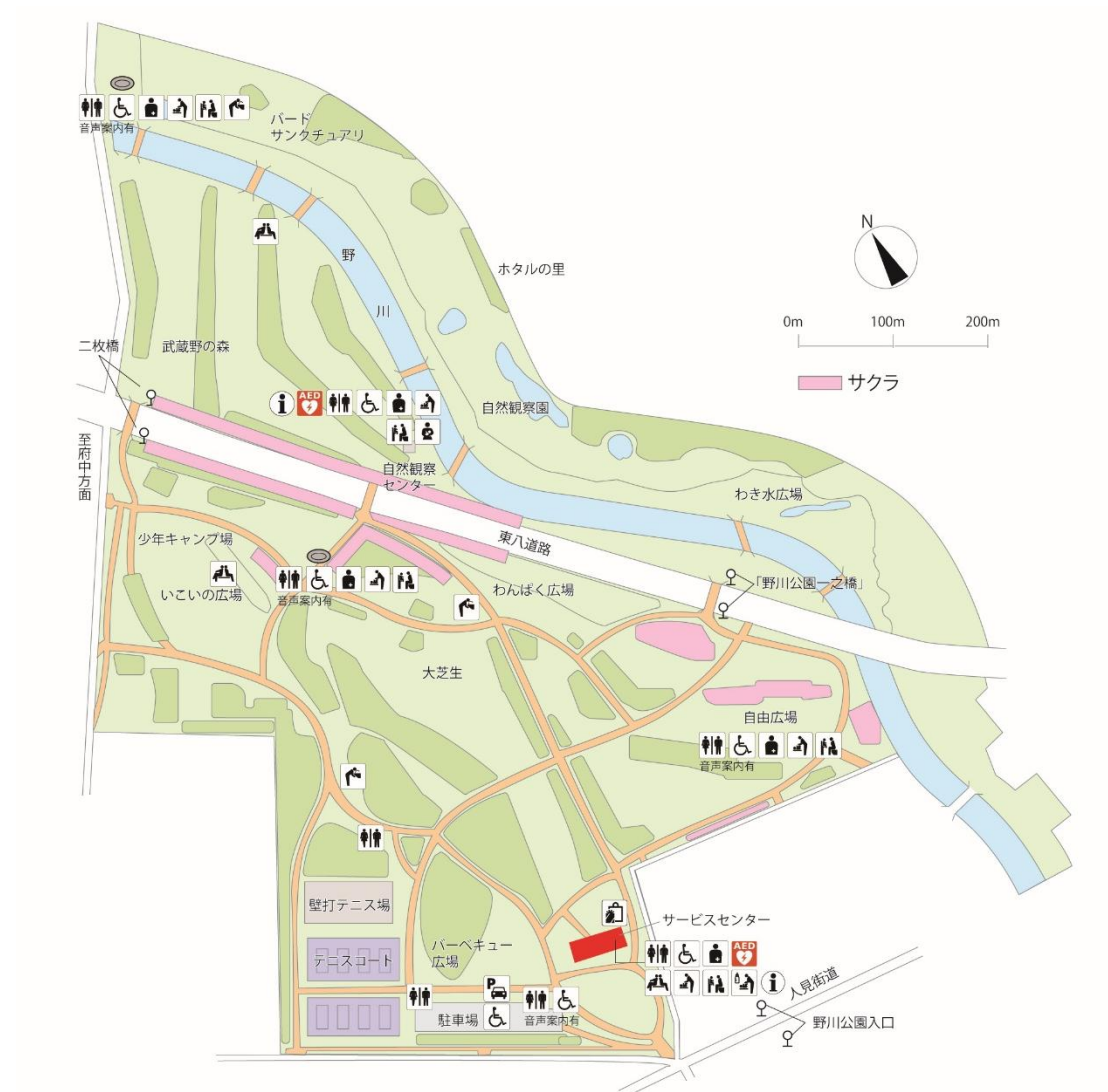 音声案内有
バード
サンクチュアリ
N
ホタルの里
野
川
0m 100m 200m
二枚橋
武蔵野の森
サクラ
i
AED
自然観察園
至府中方面
自然観察
センター
わき水広場
東八道路
少年キャンプ場
いこいの広場
音声案内有
わんぱく広場
「野川公園一之橋」
大芝生
自由広場
音声案内有
壁打テニス場
サービスセンター
テニスコート
バーベキュー
広場
AED
i
人見街道
P
駐車場
音声案内有
野川公園入口